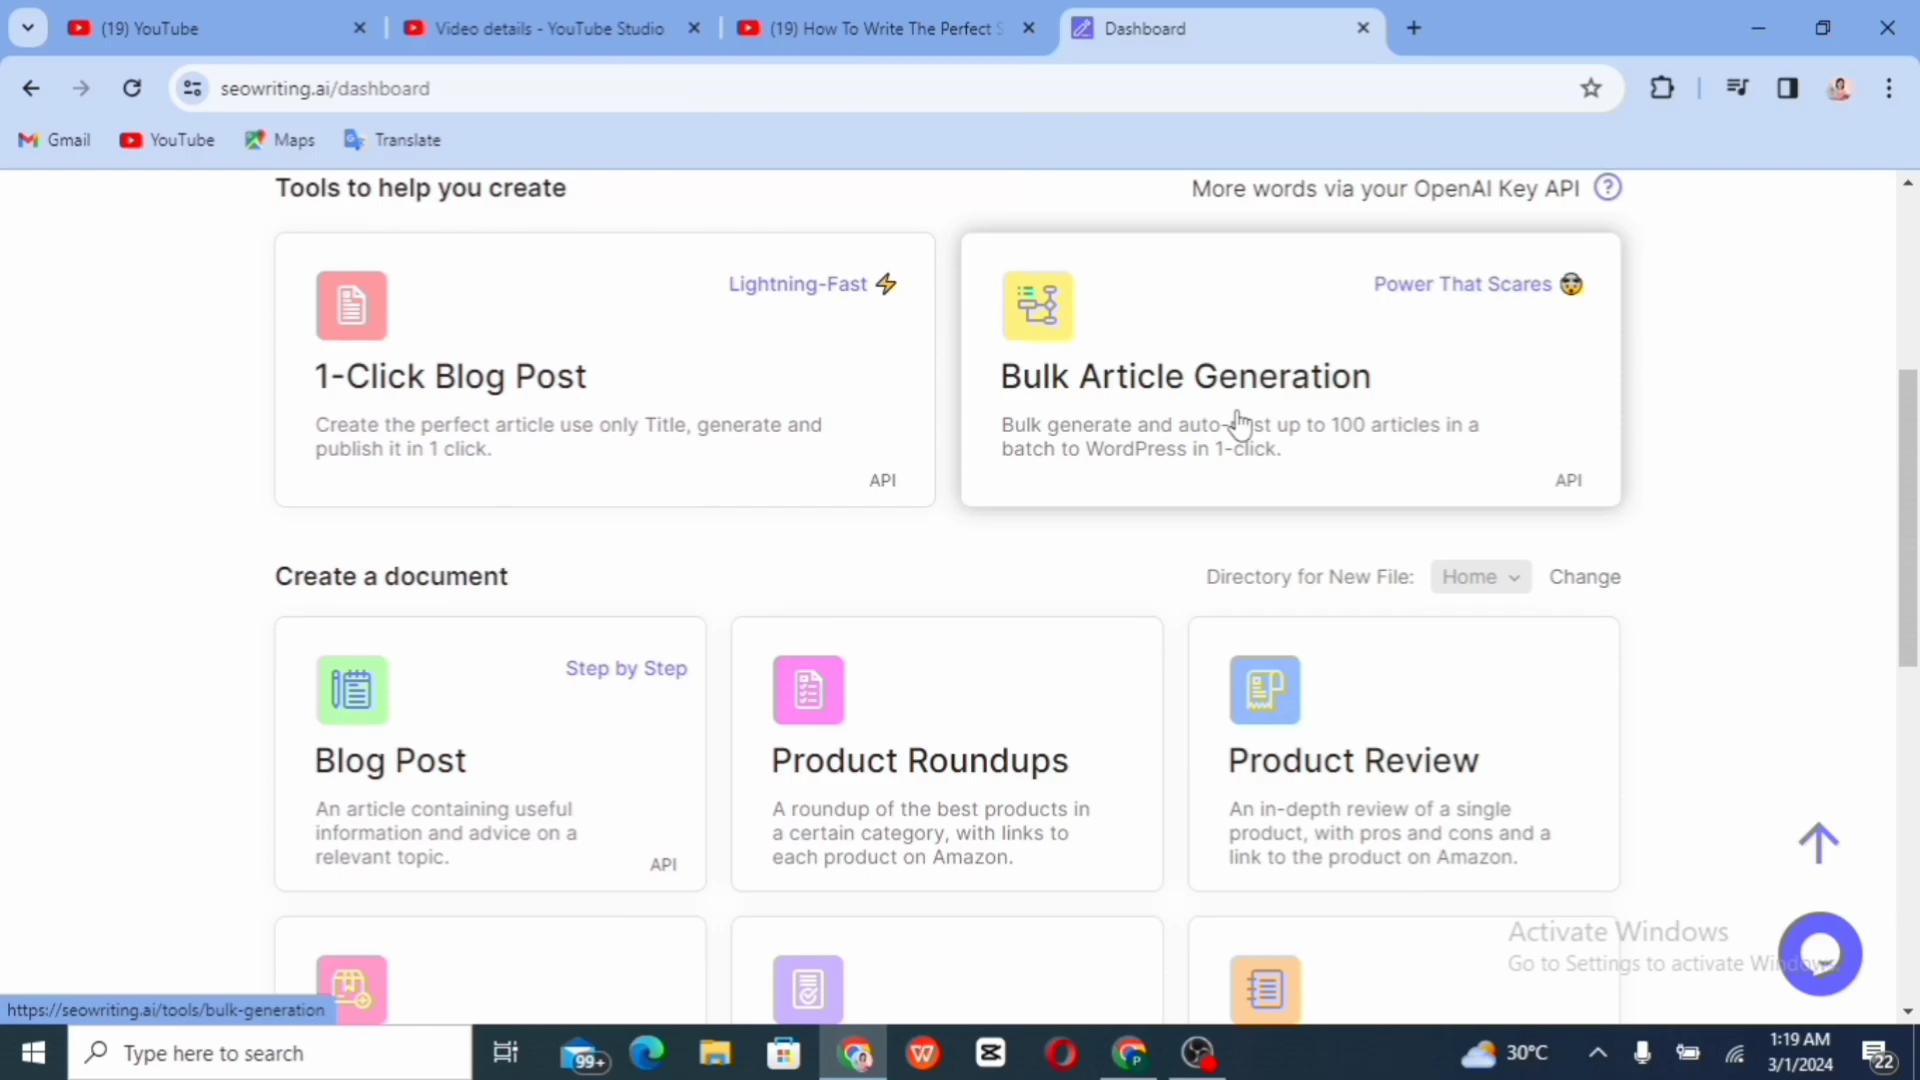 (19) YouTube
Video details - YouTube Studio
(19) How To Write The Perfect S
Dashboard
seowriting.ai/dashboard
Gmail
YouTube
Maps
Translate
Tools to help you create
More words via your OpenAI Key API ?
Lightning-Fast
1-Click Blog Post
Create the perfect article use only Title, generate and
publish it in 1 click.
API
Power That Scares
Bulk Article Generation
Bulk generate and up to 100 articles in a
batch to WordPress in 1-click.
API
Create a document
Directory for New File: Home Change
Step by Step
Blog Post
An article containing useful
information and advice on a
relevant topic.
API
Product Roundups
A roundup of the best products in
a certain category, with links to
each product on Amazon.
Product Review
An in-depth review of a single
product, with pros and cons and a
link to the product on Amazon.
Activate Windows
Go to Settings to activate Windows.
https://seowriting.ai/tools/bulk-generation
Type here to search
99+
30°C
1:19 AM
3/1/2024
22